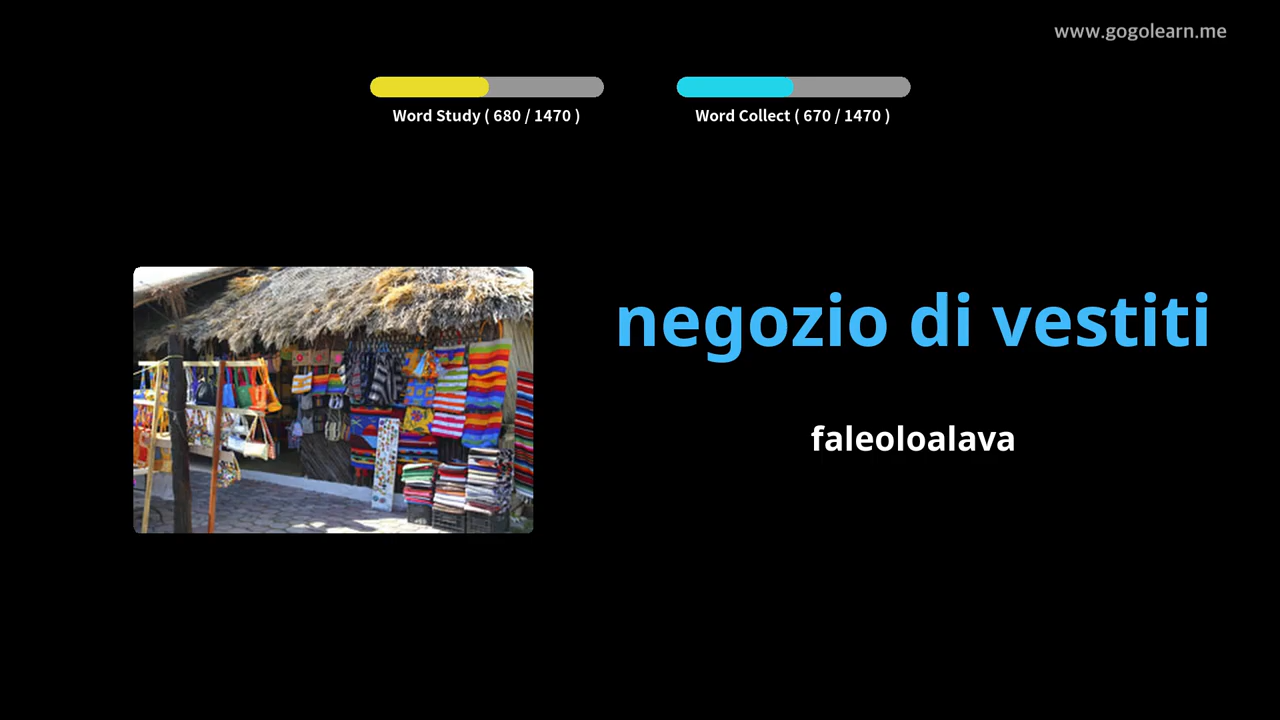 www.gogolearn.me
Word Study ( 680 / 1470 )
Word Collect ( 670 / 1470 )
negozio di vestiti
faleoloalava